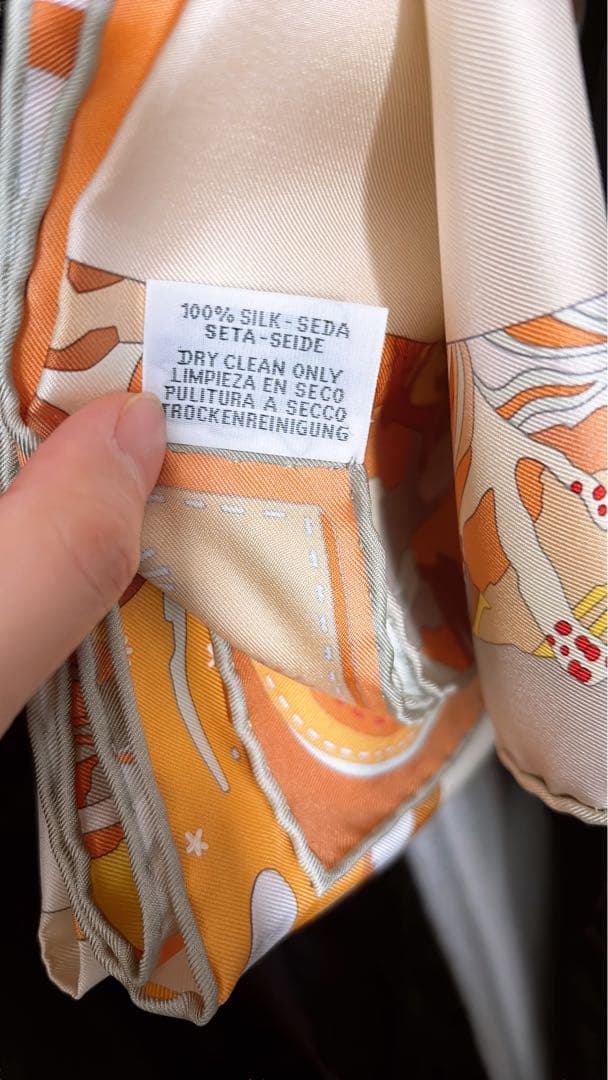 100% SILK-SEDA
SETA-SEIDE
DRY CLEAN ONLY
LIMPIEZA EN SECO
PULITURA A SECCO
TROCKENREINIGUNG